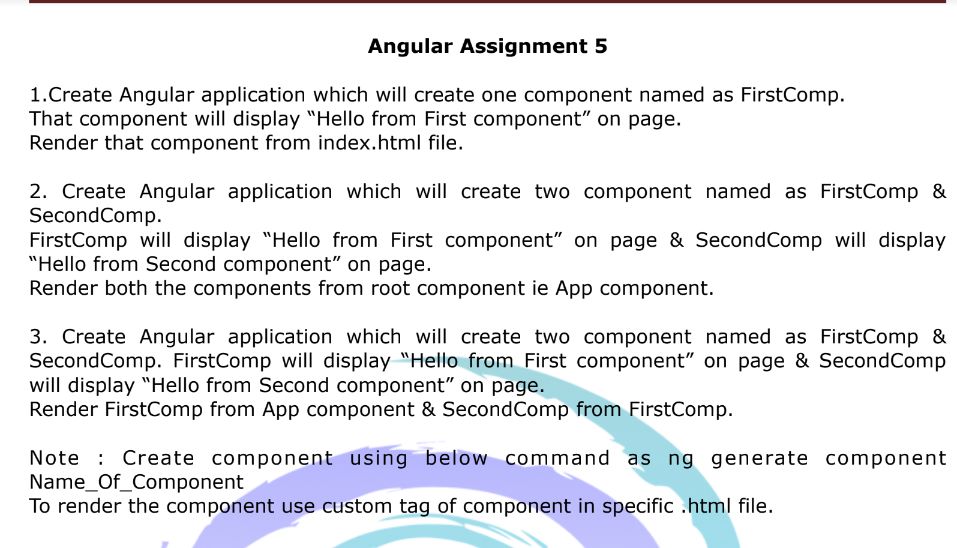 Angular Assignment 5
1.Create Angular application which will create one component named as FirstComp.
That component will display “Hello from First component” on page.
Render that component from index.html file.
2. Create Angular application which will create two component named as FirstComp &
SecondComp.
FirstComp will display “Hello from First component” on page & SecondComp will display
“Hello from Second component” on page.
Render both the components from root component ie App component.
3. Create Angular application which will create two component named as FirstComp &
SecondComp. FirstComp will display “Hello from First component” on page & SecondComp
will display “Hello from Second component” on page.
Render FirstComp from App component & SecondComp from FirstComp.
Note : Create component using below command as ng generate component
Name_Of_Component
To render the component use custom tag of component in specific .html file.